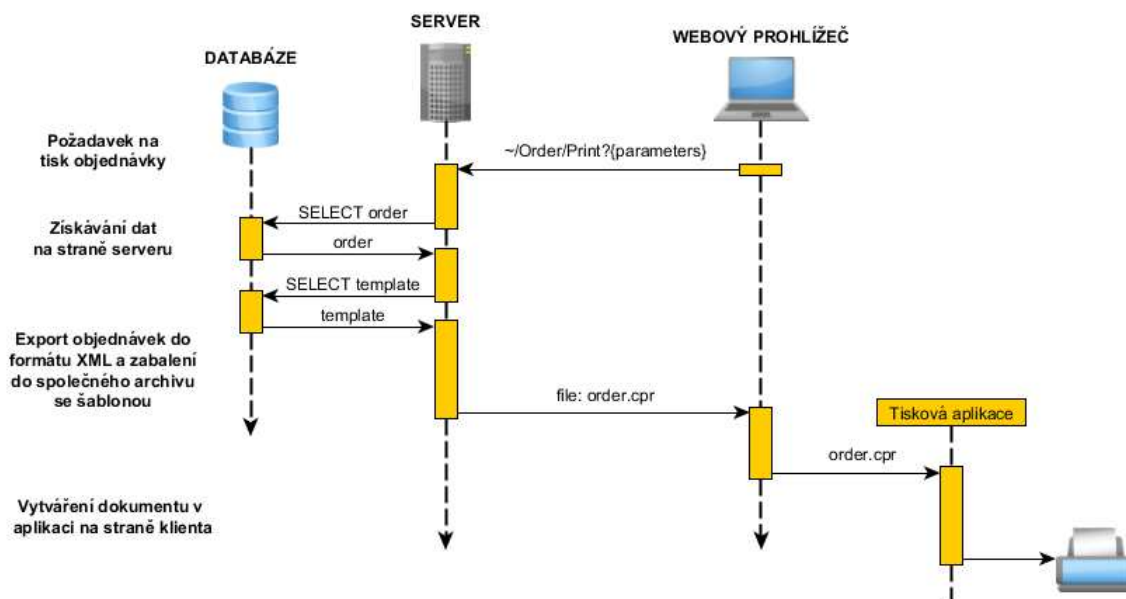 SERVER
WEBOVÝ PROHLÍŽEČ
DATABÁZE
Požadavek na
tisk objednávky
~/Order/Print?{parameters}
SELECT order
Získávání dat
na straně serveru
order
SELECT template
template
Export objednávek do
formátu XML a zabalení
do společného archivu
se šablonou
file: order.cpr
Tisková aplikace
order.cpr
Vytváření dokumentu v
aplikaci na straně klienta